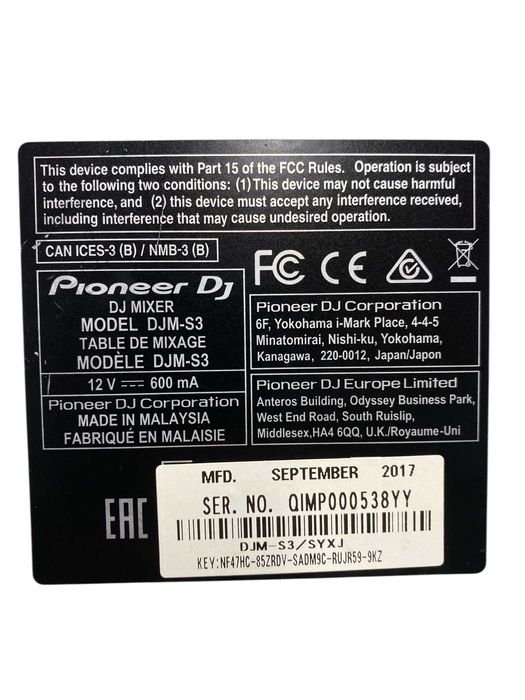 This device complies with Part 15 of the FCC Rules. Operation is subject
to the following two conditions: (1) This device may not cause harmful
interference, and (2) this device must accept any interference received,
including interference that may cause undesired operation.
CAN ICES-3 (B) / NMB-3 (B)
Pioneer DJ
DJ MIXER
MODEL DJM-S3
TABLE DE MIXAGE
MODÈLE DJM-S3
12 V ⎓ 600 mA
Pioneer DJ Corporation
MADE IN MALAYSIA
FABRIQUÉ EN MALAISIE
FC CE
Pioneer DJ Corporation
6F, Yokohama i-Mark Place, 4-4-5
Minatomirai, Nishi-ku, Yokohama,
Kanagawa, 220-0012, Japan/Japon
Pioneer DJ Europe Limited
Anteros Building, Odyssey Business Park,
West End Road, South Ruislip,
Middlesex,HA4 6QQ, U.K./Royaume-Uni
EAC
MFD. SEPTEMBER 2017
SER. NO. QIMP000538YY
DJM-S3/SYXJ
KEY:NF47HC-85ZRDV-SADM9C-RUJR59-9KZ